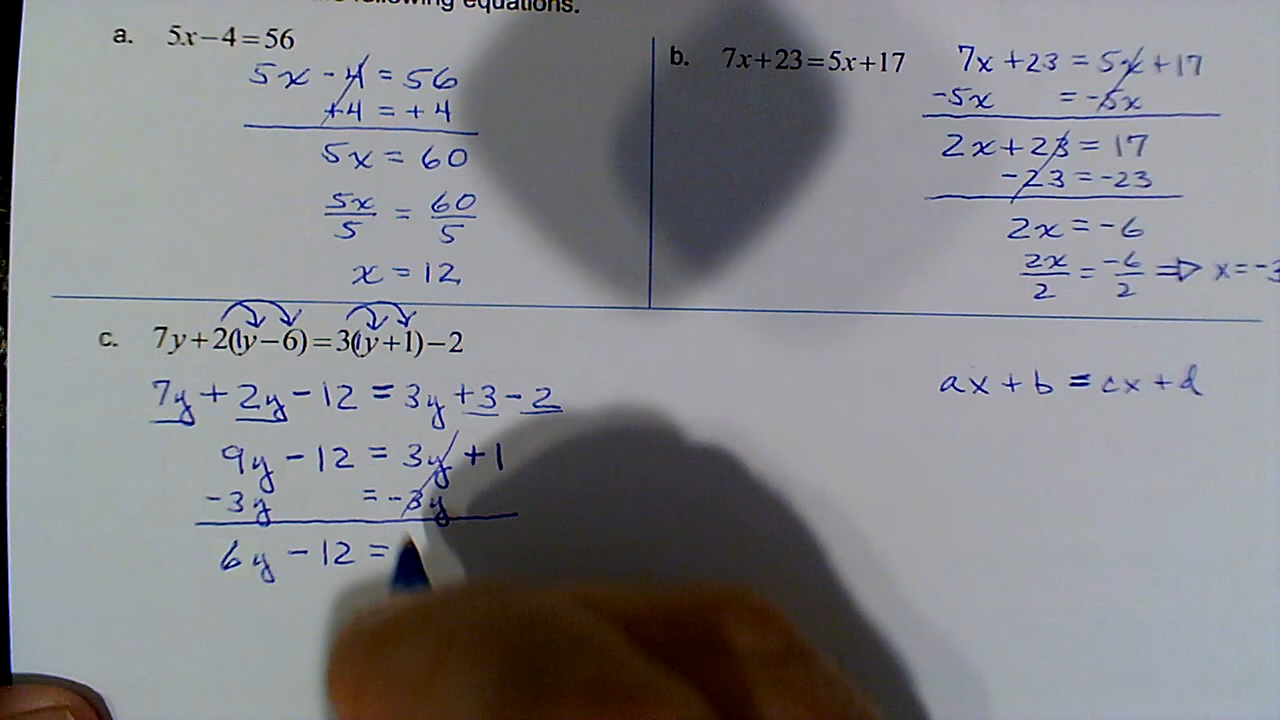 following equations.
a. 5x−4=56
5x - 4 = 56
+4 = +4
5x = 60
5x/5 = 60/5
x = 12
b. 7x+23=5x+17
7x + 23 = 5x + 17
-5x = -5x
2x + 23 = 17
-23 = -23
2x = -6
2x/2 = -6/2 ⇒ x = -3
c. 7y+2(y−6)=3(y+1)−2
7y + 2y - 12 = 3y + 3 - 2
9y - 12 = 3y + 1
-3y = -3y
6y - 12 =
ax + b = cx + d